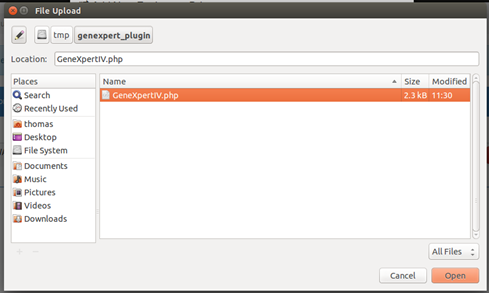 File Upload
tmp genexpert_plugin
Location: GeneXpertIV.php
Places Name Size Modified
Search GeneXpertIV.php 2.3 kB 11:30
Recently Used
thomas
Desktop
File System
Documents
Music
Pictures
Videos
Downloads
All Files
Cancel Open